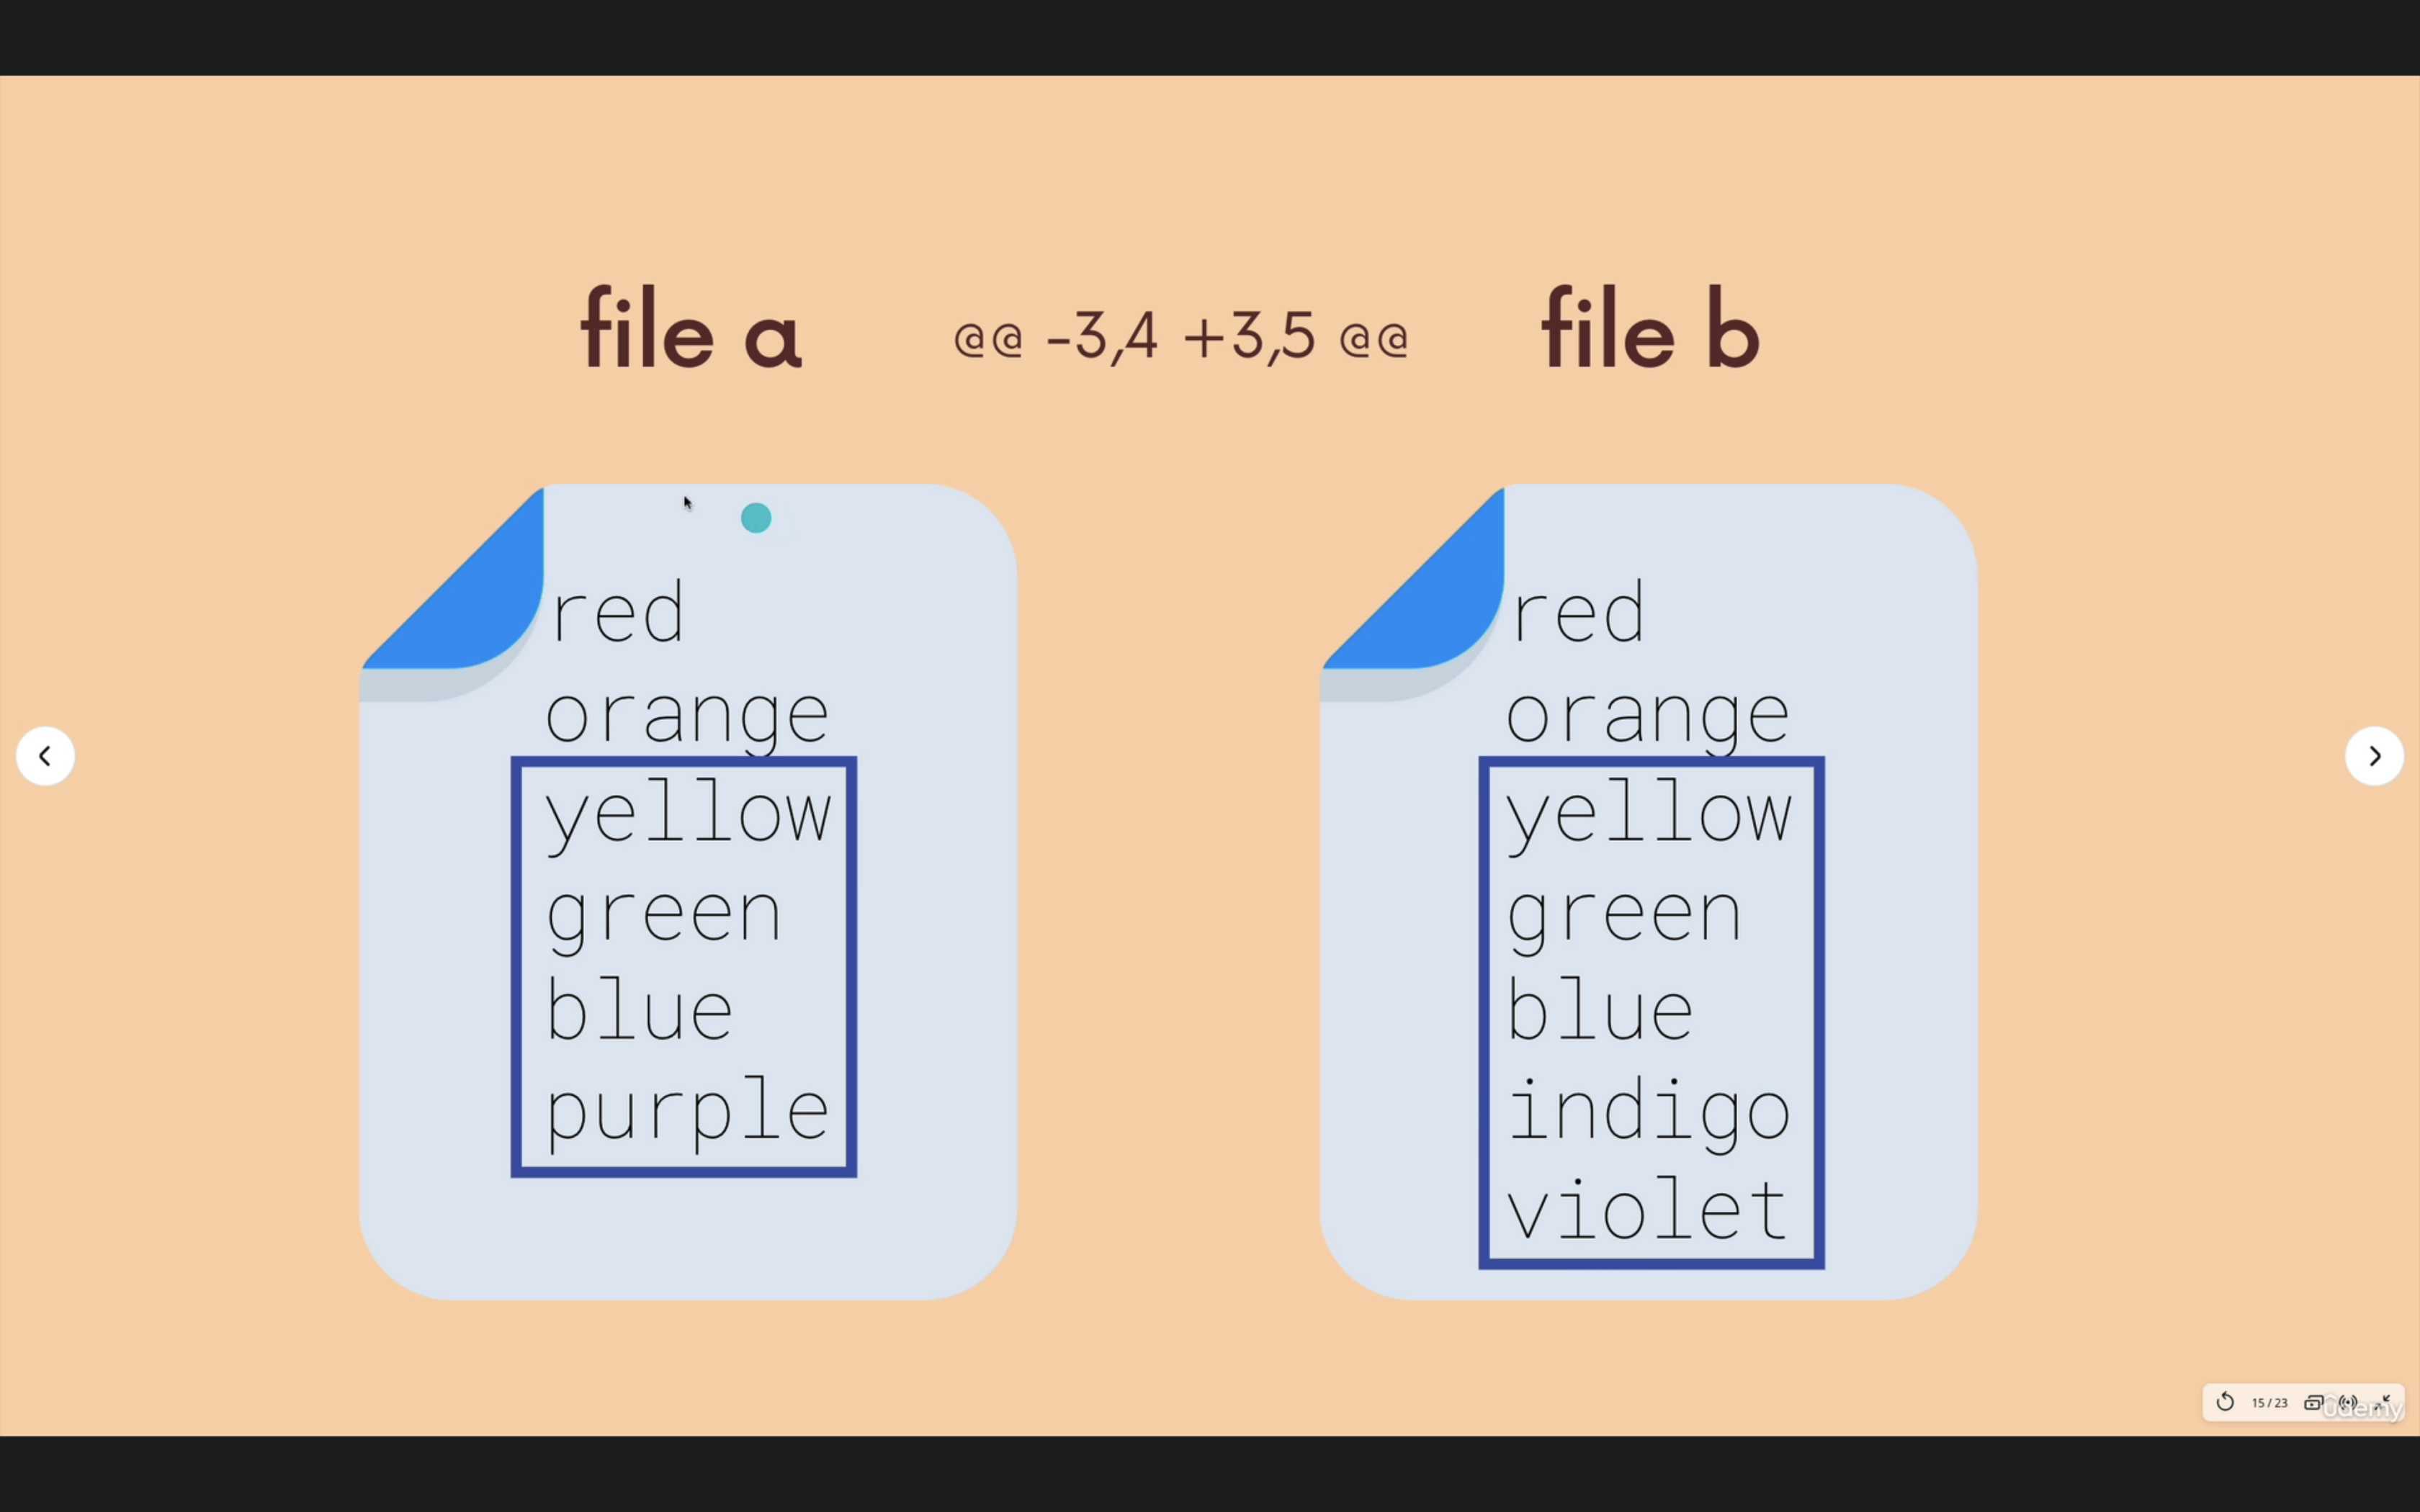 file a
@@ -3,4 +3,5 @@
file b
red
orange
yellow
green
blue
purple
red
orange
yellow
green
blue
indigo
violet
15 / 23
Udemy